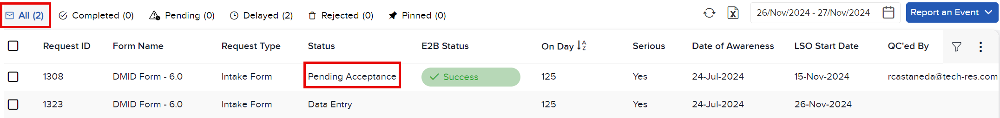 All (2) Completed (0) Pending (0) Delayed (2) Rejected (0) Pinned (0) 26/Nov/2024 - 27/Nov/2024 Report an Event
Request ID Form Name Request Type Status E2B Status On Day Serious Date of Awareness LSO Start Date QC'ed By
1308 DMID Form - 6.0 Intake Form Pending Acceptance Success 125 Yes 24-Jul-2024 15-Nov-2024 rcastaneda@tech-res.com
1323 DMID Form - 6.0 Intake Form Data Entry 125 Yes 24-Jul-2024 26-Nov-2024